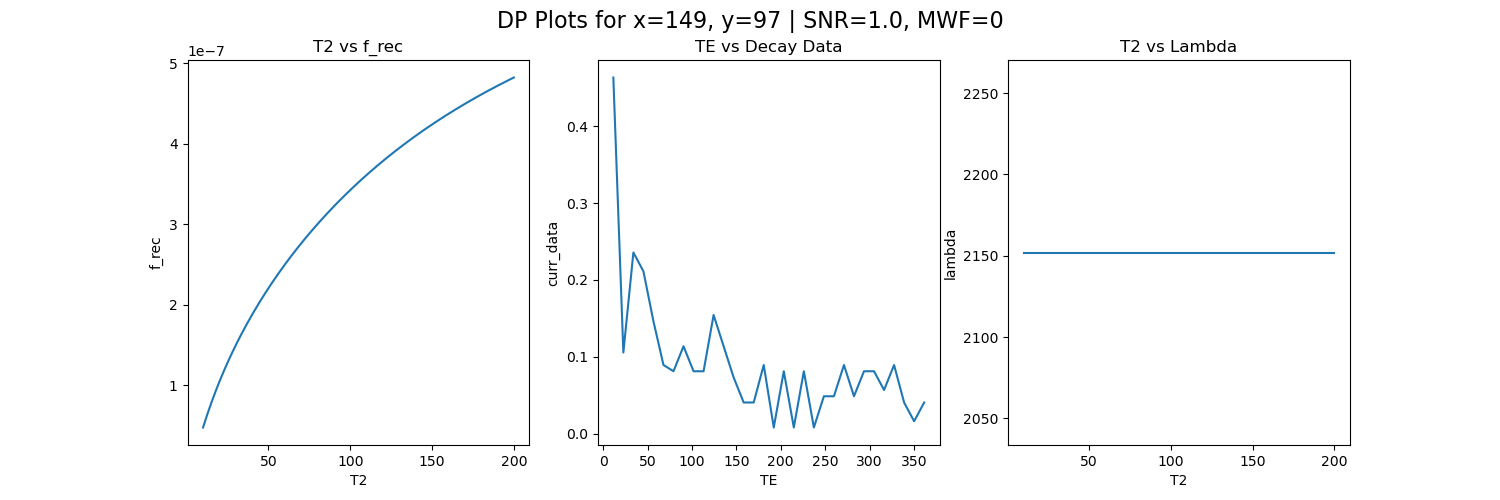 DP Plots for x=149, y=97 | SNR=1.0, MWF=0
T2 vs f_rec
1e−7
5
4
3
2
1
f_rec
50
100
150
200
T2
TE vs Decay Data
0.4
0.3
0.2
0.1
0.0
curr_data
0
50
100
150
200
250
300
350
TE
T2 vs Lambda
2250
2200
2150
2100
2050
lambda
50
100
150
200
T2